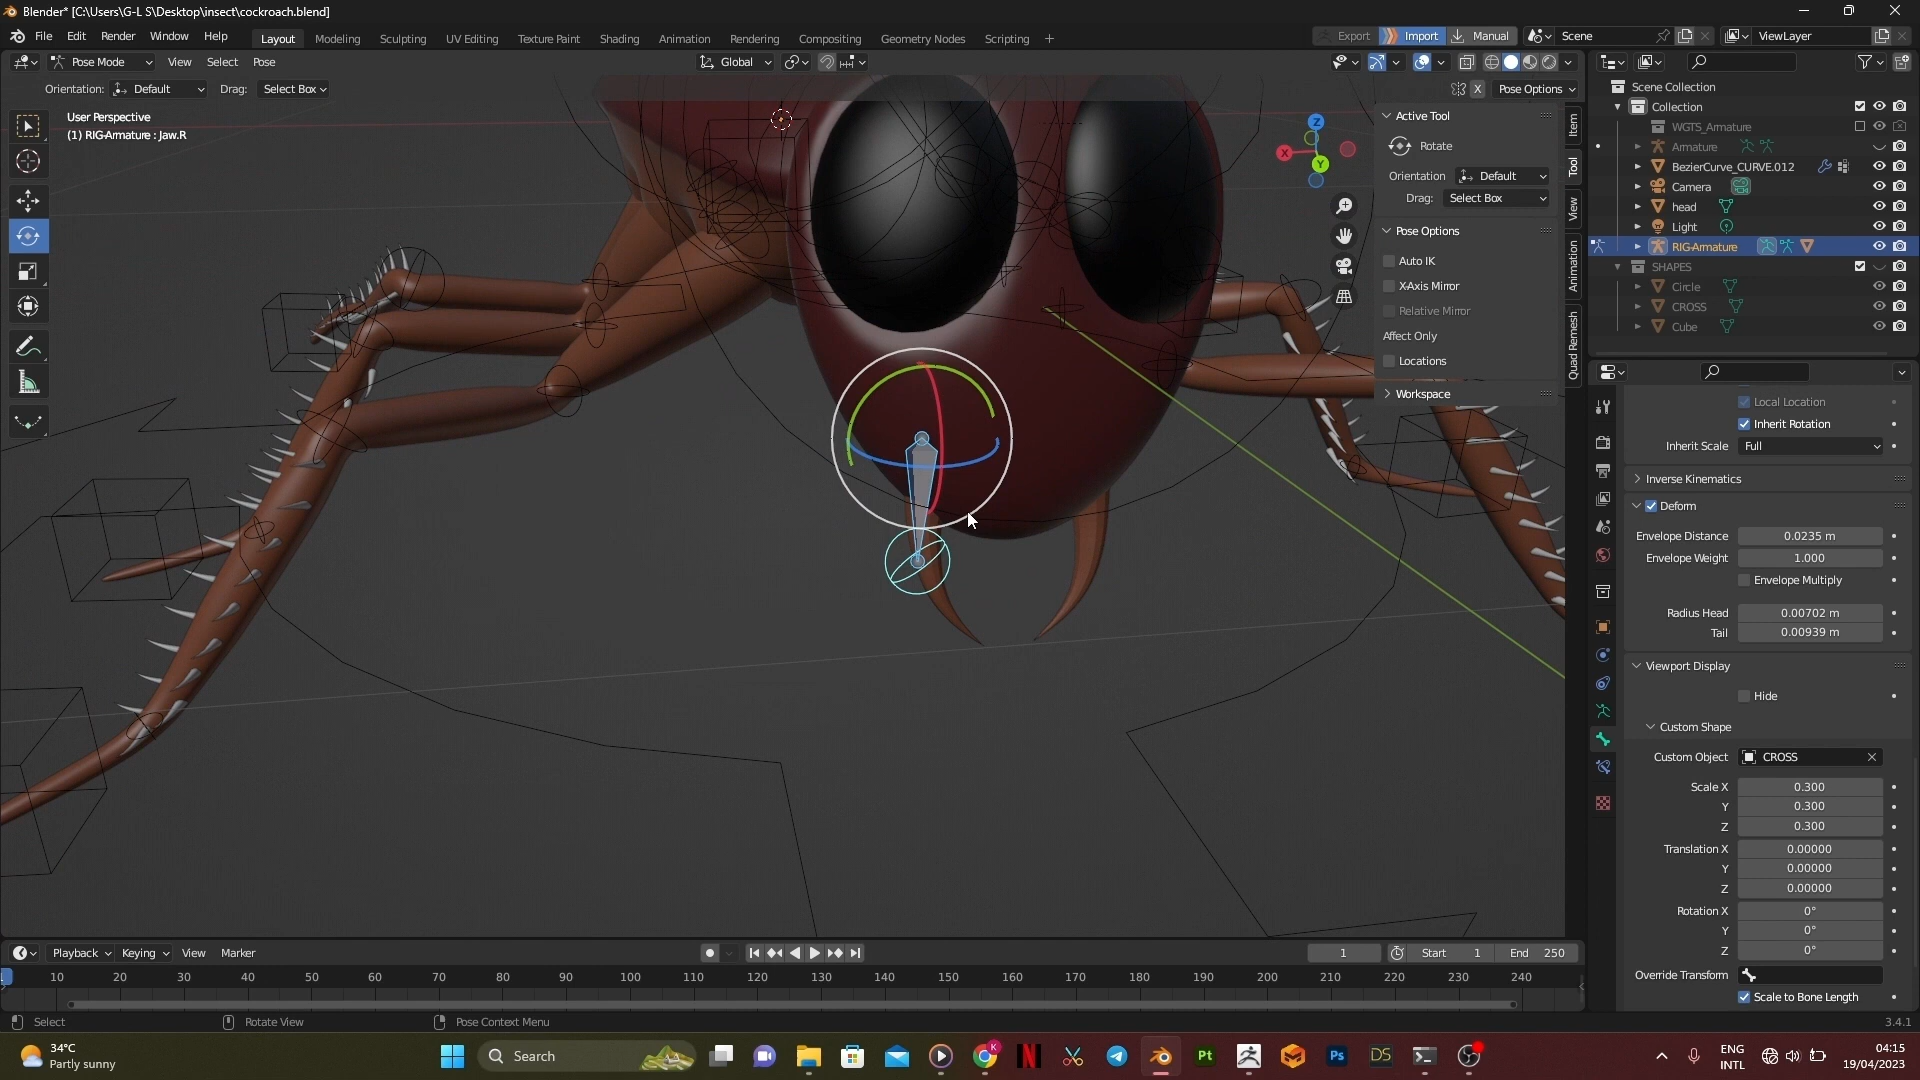 Blender* [C:\Users\G-L S\Desktop\insect\cockroach.blend]
File Edit Render Window Help Layout Modeling Sculpting UV Editing Texture Paint Shading Animation Rendering Compositing Geometry Nodes Scripting + Export Import Manual Scene ViewLayer
Pose Mode View Select Pose Global
Orientation: Default Drag: Select Box X Pose Options
User Perspective
(1) RIG-Armature : Jaw.R
Z
X
Y
Active Tool
Rotate
Orientation Default
Drag: Select Box
Pose Options
Auto IK
X-Axis Mirror
Relative Mirror
Affect Only
Locations
Workspace
Item
Tool
View
Animation
Quad Remesh
Scene Collection
Collection
WGTS_Armature
Armature
BezierCurve_CURVE.012
Camera
head
Light
RIG-Armature
SHAPES
Circle
CROSS
Cube
Local Location
Inherit Rotation
Inherit Scale Full
Inverse Kinematics
Deform
Envelope Distance 0.0235 m
Envelope Weight 1.000
Envelope Multiply
Radius Head 0.00702 m
Tail 0.00939 m
Viewport Display
Hide
Custom Shape
Custom Object CROSS
Scale X 0.300
Y 0.300
Z 0.300
Translation X 0.00000
Y 0.00000
Z 0.00000
Rotation X 0°
Y 0°
Z 0°
Override Transform
Scale to Bone Length
Playback Keying View Marker 1 Start 1 End 250
10 20 30 40 50 60 70 80 90 100 110 120 130 140 150 160 170 180 190 200 210 220 230 240
Select Rotate View Pose Context Menu 3.4.1
34°C
Partly sunny
Search
K
N
Pt
Ps
DS
ENG
INTL
04:15
19/04/2023